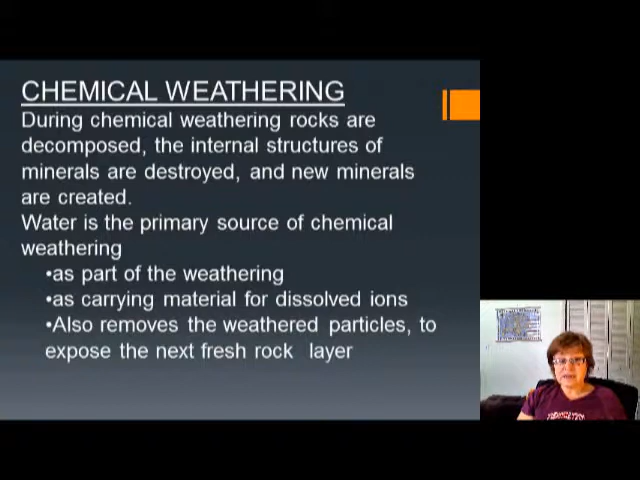 CHEMICAL WEATHERING
During chemical weathering rocks are
decomposed, the internal structures of
minerals are destroyed, and new minerals
are created.
Water is the primary source of chemical
weathering
•as part of the weathering
•as carrying material for dissolved ions
•Also removes the weathered particles, to
expose the next fresh rock layer